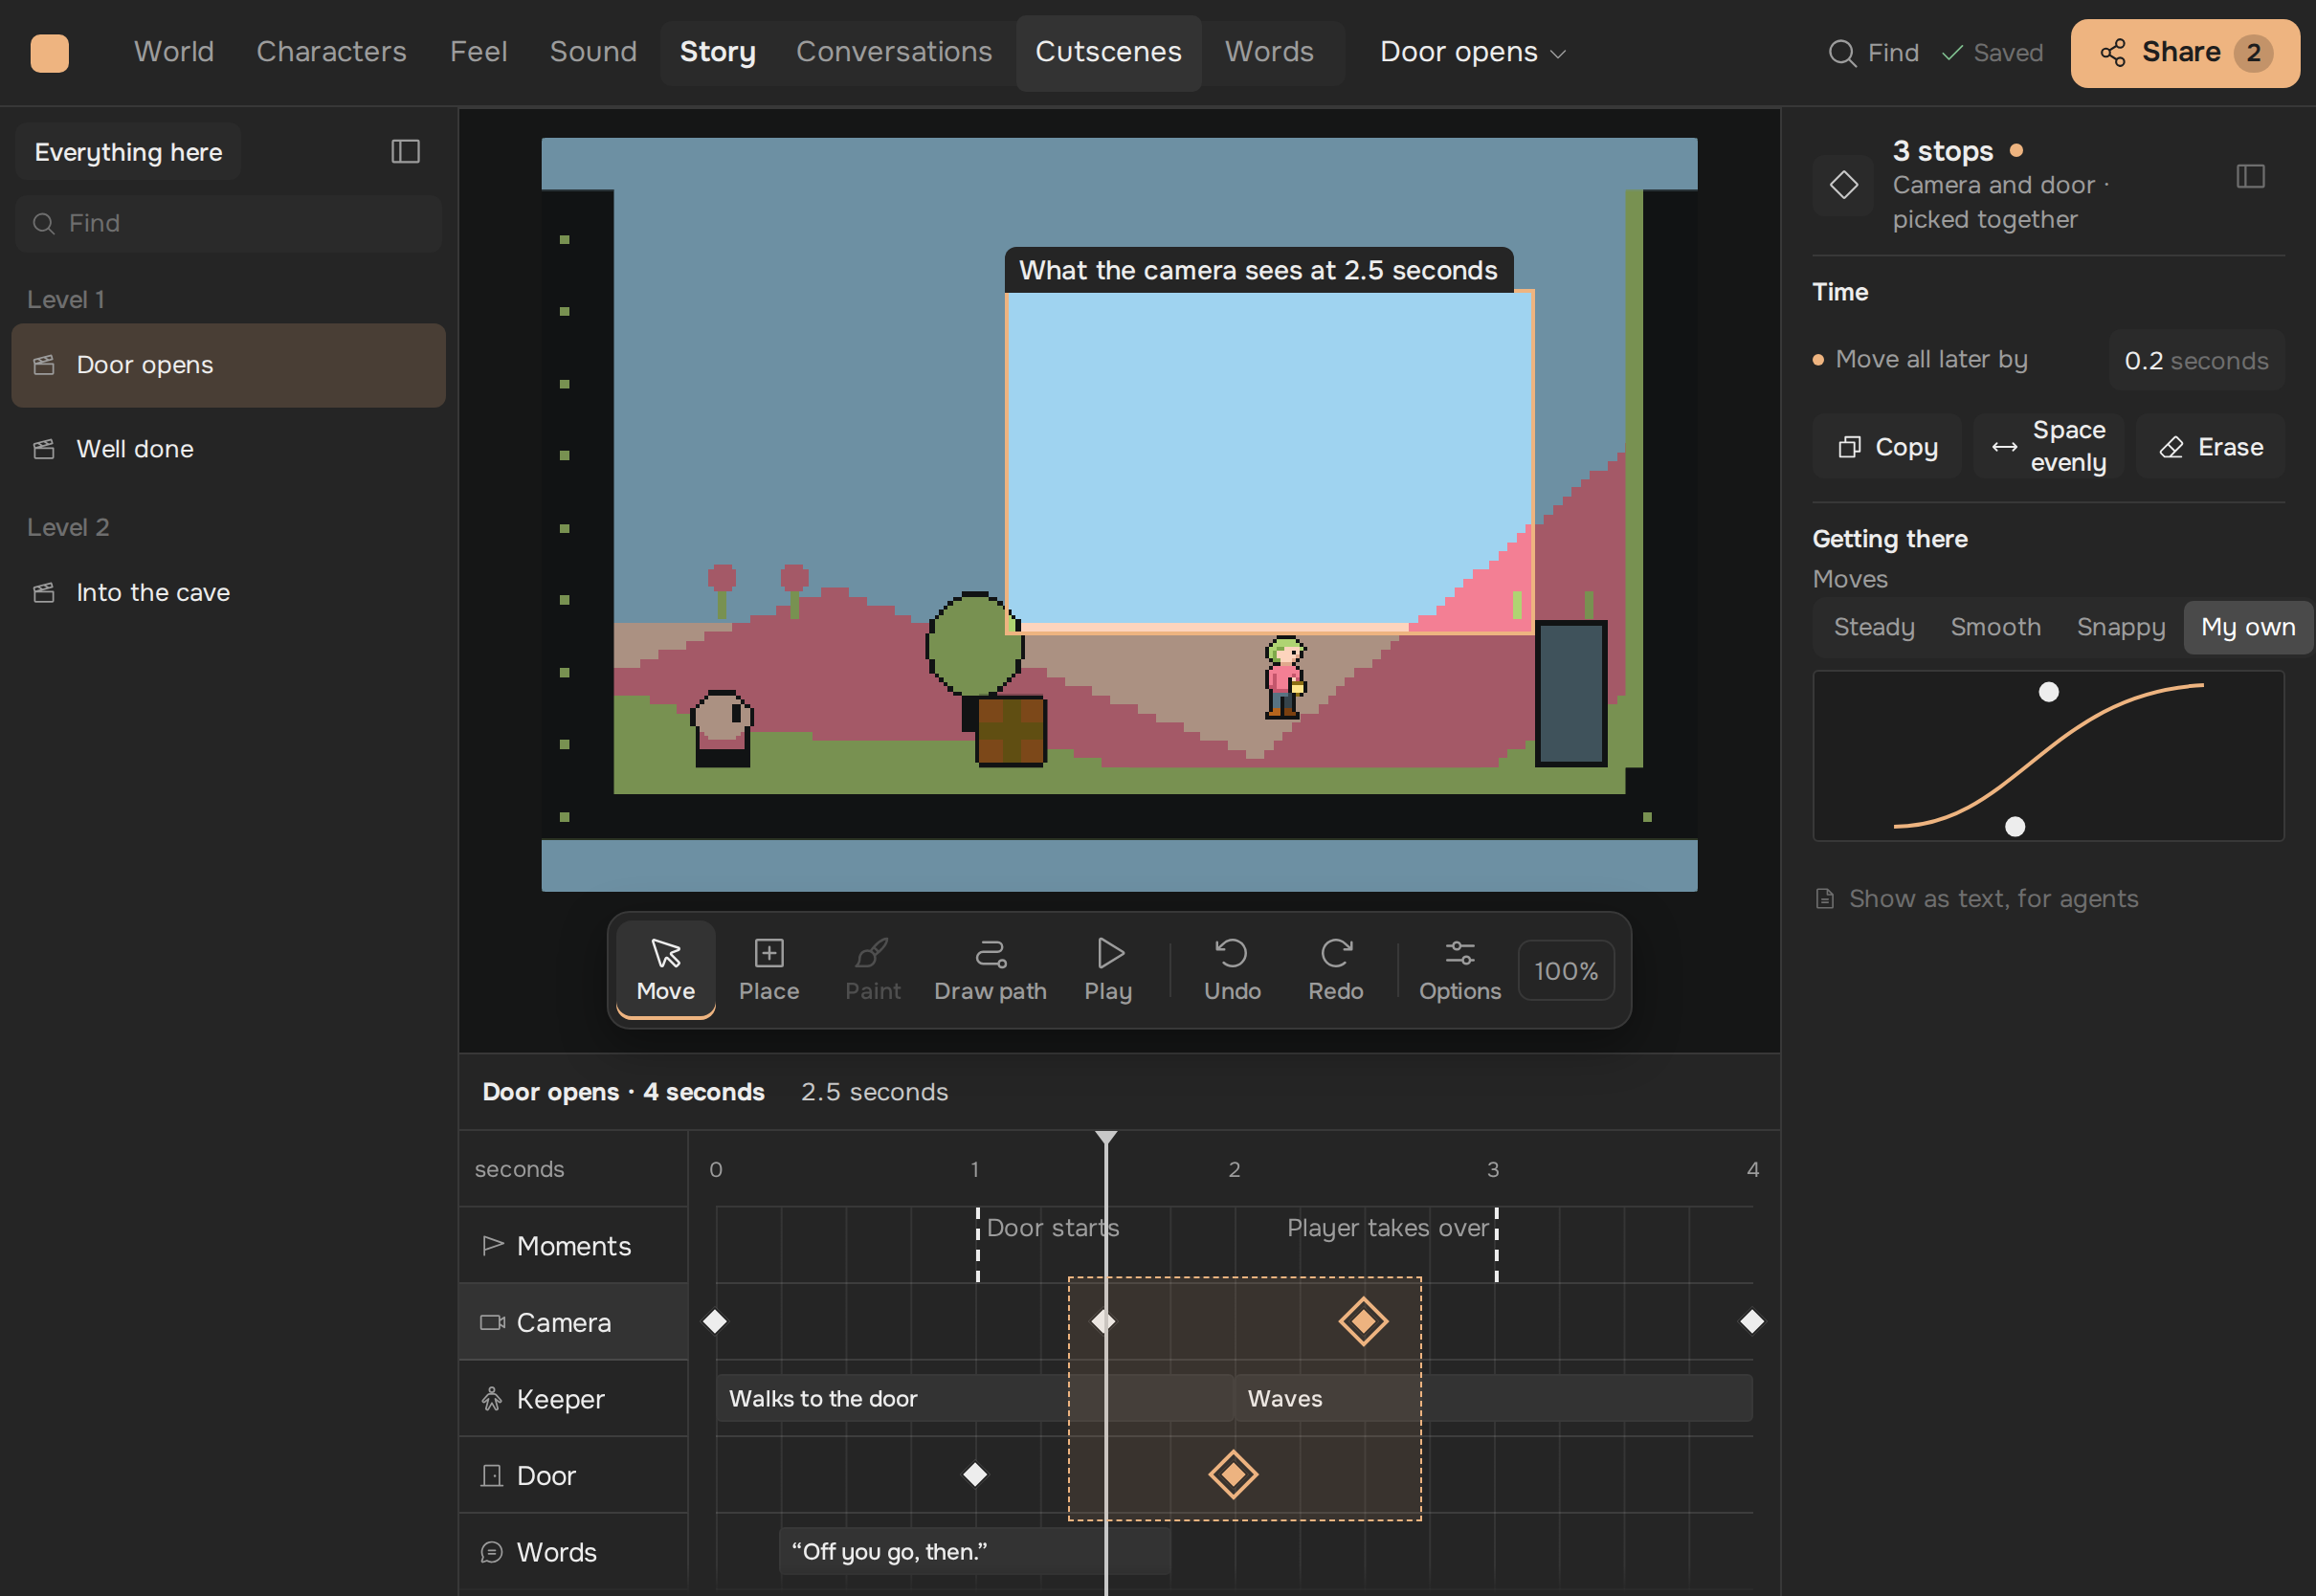 World Characters Feel Sound Story Conversations Cutscenes Words Door opens Find Saved Share 2
Everything here
Find
Level 1
Door opens
Well done
Level 2
Into the cave
What the camera sees at 2.5 seconds
Move Place Paint Draw path Play Undo Redo Options 100%
Door opens · 4 seconds 2.5 seconds
seconds 0 1 2 3 4
Moments Door starts Player takes over
Camera
Keeper Walks to the door Waves
Door
Words “Off you go, then.”
3 stops
Camera and door ·
picked together
Time
Move all later by 0.2 seconds
Copy Space evenly Erase
Getting there
Moves
Steady Smooth Snappy My own
Show as text, for agents